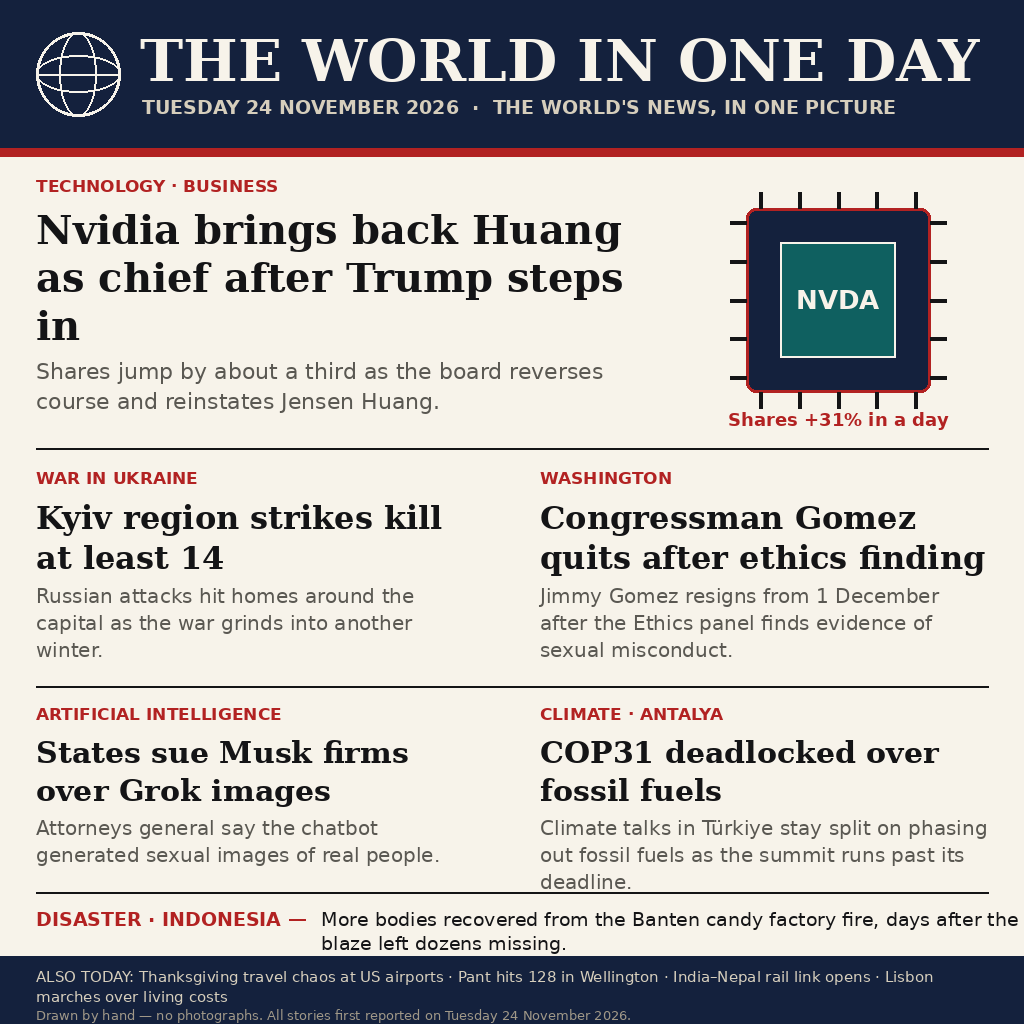 THE WORLD IN ONE DAY
TUESDAY 24 NOVEMBER 2026 · THE WORLD'S NEWS, IN ONE PICTURE
TECHNOLOGY · BUSINESS
Nvidia brings back Huang
as chief after Trump steps
in
Shares jump by about a third as the board reverses
course and reinstates Jensen Huang.
NVDA
Shares +31% in a day
WAR IN UKRAINE
Kyiv region strikes kill
at least 14
Russian attacks hit homes around the
capital as the war grinds into another
winter.
WASHINGTON
Congressman Gomez
quits after ethics finding
Jimmy Gomez resigns from 1 December
after the Ethics panel finds evidence of
sexual misconduct.
ARTIFICIAL INTELLIGENCE
States sue Musk firms
over Grok images
Attorneys general say the chatbot
generated sexual images of real people.
CLIMATE · ANTALYA
COP31 deadlocked over
fossil fuels
Climate talks in Türkiye stay split on phasing
out fossil fuels as the summit runs past its
deadline.
DISASTER · INDONESIA — More bodies recovered from the Banten candy factory fire, days after the
blaze left dozens missing.
ALSO TODAY: Thanksgiving travel chaos at US airports · Pant hits 128 in Wellington · India–Nepal rail link opens · Lisbon
marches over living costs
Drawn by hand — no photographs. All stories first reported on Tuesday 24 November 2026.